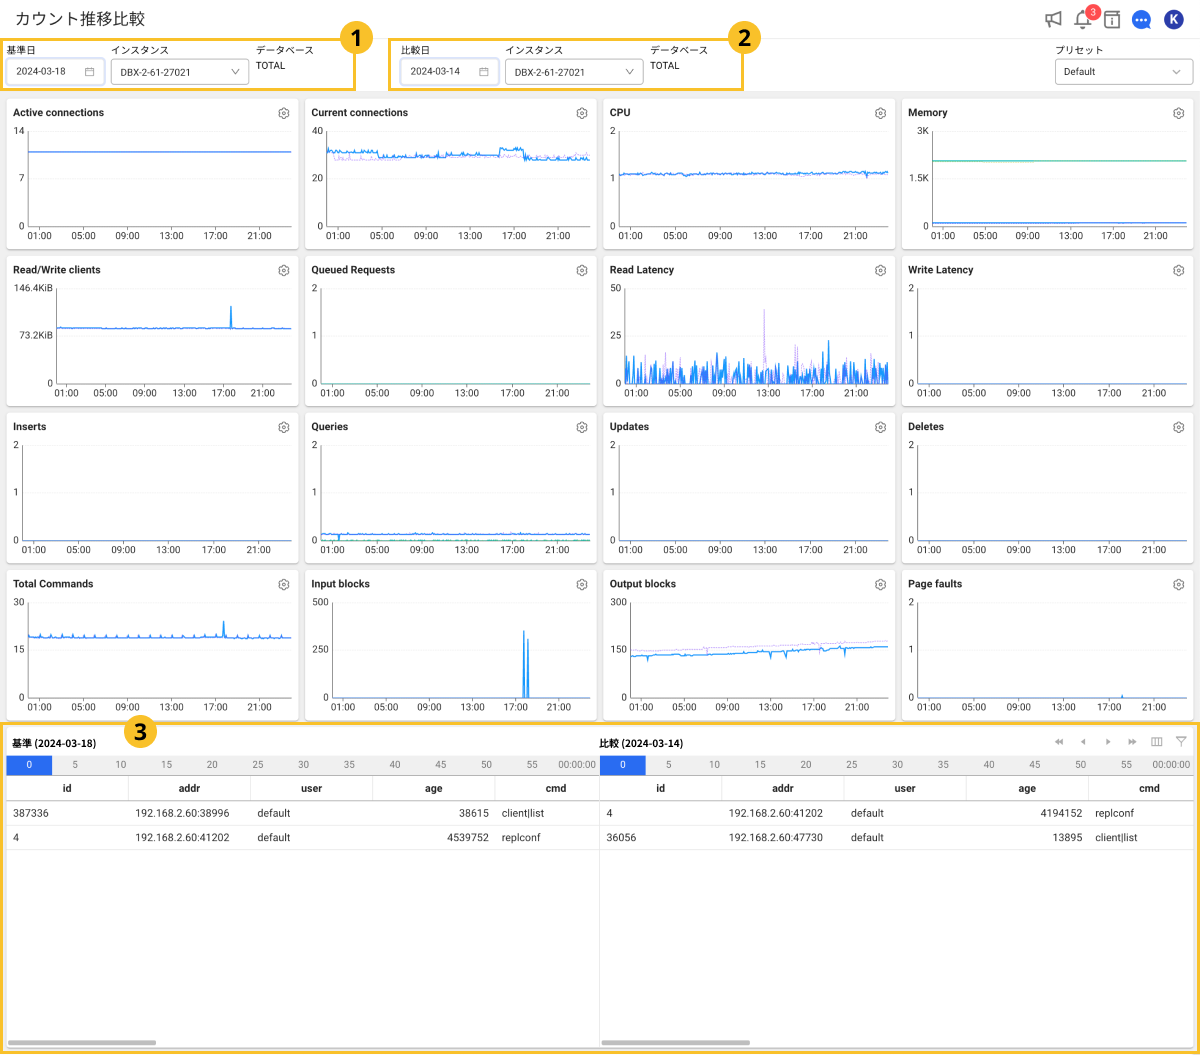 カウント推移比較
3
K
1
2
基準日 インスタンス データベース
2024-03-18 DBX-2-61-27021 TOTAL
比較日 インスタンス データベース
2024-03-14 DBX-2-61-27021 TOTAL
プリセット
Default
Active connections
14
7
0
01:00 05:00 09:00 13:00 17:00 21:00
Current connections
40
20
0
01:00 05:00 09:00 13:00 17:00 21:00
CPU
2
1
0
01:00 05:00 09:00 13:00 17:00 21:00
Memory
3K
1.5K
0
01:00 05:00 09:00 13:00 17:00 21:00
Read/Write clients
146.4KiB
73.2KiB
0
01:00 05:00 09:00 13:00 17:00 21:00
Queued Requests
2
1
0
01:00 05:00 09:00 13:00 17:00 21:00
Read Latency
50
25
0
01:00 05:00 09:00 13:00 17:00 21:00
Write Latency
2
1
0
01:00 05:00 09:00 13:00 17:00 21:00
Inserts
2
1
0
01:00 05:00 09:00 13:00 17:00 21:00
Queries
2
1
0
01:00 05:00 09:00 13:00 17:00 21:00
Updates
2
1
0
01:00 05:00 09:00 13:00 17:00 21:00
Deletes
2
1
0
01:00 05:00 09:00 13:00 17:00 21:00
Total Commands
30
15
0
01:00 05:00 09:00 13:00 17:00 21:00
Input blocks
500
250
0
01:00 05:00 09:00 13:00 17:00 21:00
Output blocks
300
150
0
01:00 05:00 09:00 13:00 17:00 21:00
Page faults
2
1
0
01:00 05:00 09:00 13:00 17:00 21:00
3
基準 (2024-03-18)
0 5 10 15 20 25 30 35 40 45 50 55 00:00:00
id addr user age cmd
387336 192.168.2.60:38996 default 38615 client|list
4 192.168.2.60:41202 default 4539752 replconf
比較 (2024-03-14)
0 5 10 15 20 25 30 35 40 45 50 55 00:00:00
id addr user age cmd
4 192.168.2.60:41202 default 4194152 replconf
36056 192.168.2.60:47730 default 13895 client|list